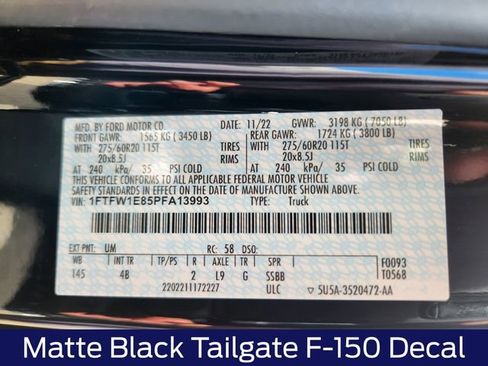 MFD. BY FORD MOTOR CO. 11/22 GVWR: 3198 KG ( 7050 LB)
FRONT GAWR: 1565 KG ( 3450 LB) REAR GAWR: 1724 KG ( 3800 LB)
WITH 275/60R20 115T TIRES WITH 275/60R20 115T TIRES
20x8.5J RIMS 20x8.5J RIMS
AT 240 kPa/ 35 AT 240 kPa/ 35
THIS VEHICLE CONFORMS TO ALL APPLICABLE FEDERAL MOTOR VEHICLE
SAFETY STANDARDS IN EFFECT ON THE DATE OF MANUFACTURE SHOWN ABOVE.
VIN: 1FTFW1E85PFA13993 TYPE: Truck
EXT PNT: UM RC: 58 DSO: F0093
WB INT TR TP/PS R AXLE TR SPR T0568
145 4B 2 L9 G SSBB
2202211172227 ULC ▽ 5U5A-3520472-AA
Matte Black Tailgate F-150 Decal